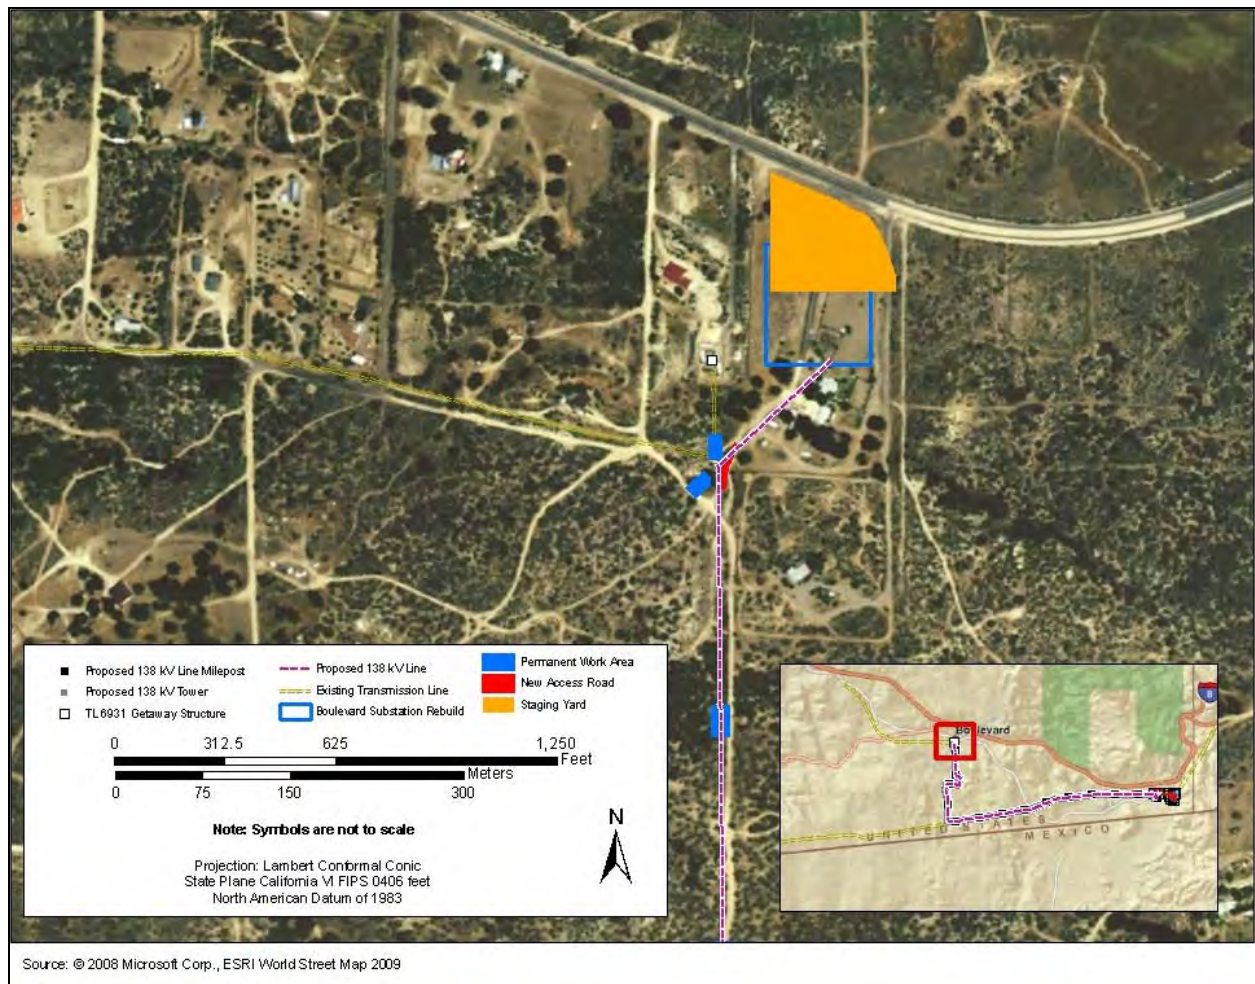 Proposed 138 kV Line Milepost
Proposed 138 kV Tower
TL6931 Getaway Structure
Proposed 138 kV Line
Existing Transmission Line
Boulevard Substation Rebuild
Permanent Work Area
New Access Road
Staging Yard
0 312.5 625 1,250
Feet
Meters
0 75 150 300
Note: Symbols are not to scale
N
Projection: Lambert Conformal Conic
State Plane California VI FIPS 0406 feet
North American Datum of 1983
Boulevard
8
UNITED STATES
MEXICO
Source: © 2008 Microsoft Corp., ESRI World Street Map 2009